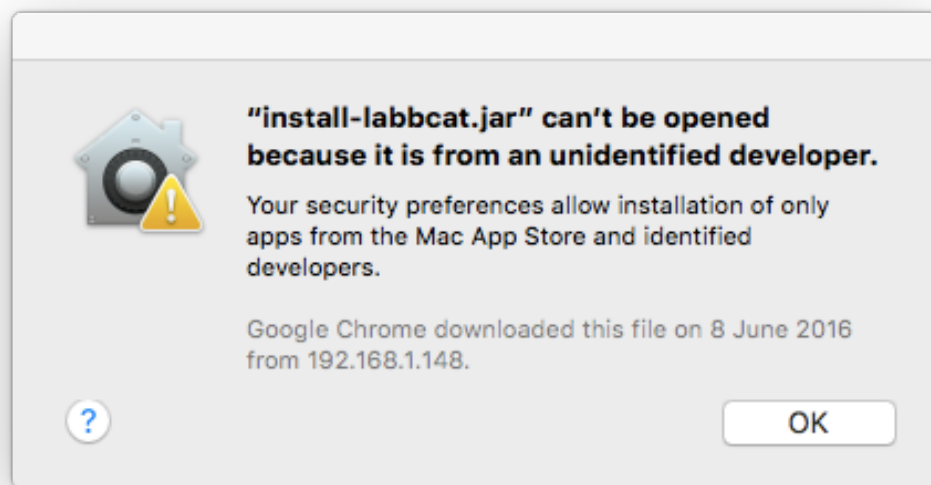 “install-labbcat.jar” can’t be opened
because it is from an unidentified developer.
Your security preferences allow installation of only
apps from the Mac App Store and identified
developers.
Google Chrome downloaded this file on 8 June 2016
from 192.168.1.148.
?
OK